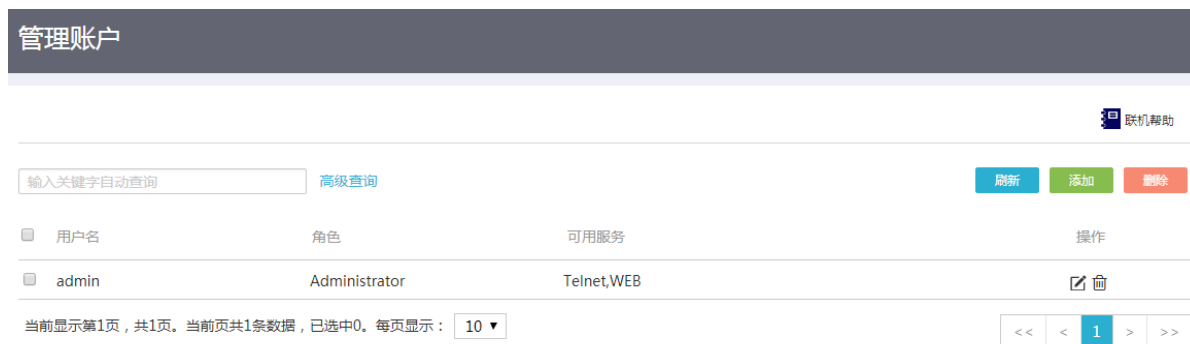 管理账户
联机帮助
输入关键字自动查询 高级查询 刷新 添加 删除
用户名 角色 可用服务 操作
admin Administrator Telnet,WEB
当前显示第1页，共1页。当前页共1条数据，已选中0。每页显示： 10 ▼ << < 1 > >>